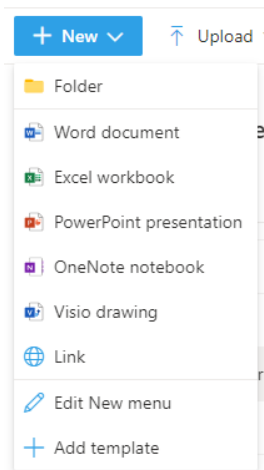 New
Upload
Folder
Word document
Excel workbook
PowerPoint presentation
OneNote notebook
Visio drawing
Link
Edit New menu
Add template